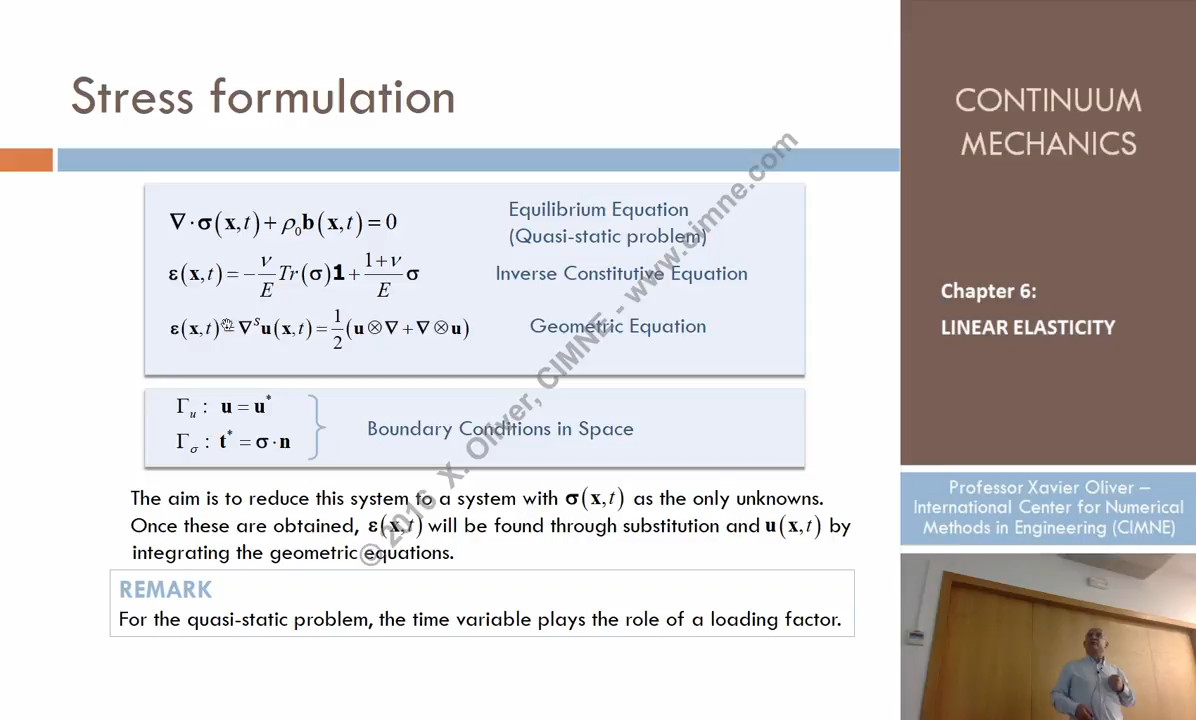 Stress formulation
∇·σ(x,t)+ρ₀b(x,t)=0
Equilibrium Equation
(Quasi-static problem)
ε(x,t)=−ν/E Tr(σ)1+(1+ν)/E σ
Inverse Constitutive Equation
ε(x,t)=∇ˢu(x,t)=1/2(u⊗∇+∇⊗u)
Geometric Equation
Γᵤ: u=u*
Γσ: t*=σ·n
Boundary Conditions in Space
The aim is to reduce this system to a system with σ(x,t) as the only unknowns.
Once these are obtained, ε(x,t) will be found through substitution and u(x,t) by
integrating the geometric equations.
REMARK
For the quasi-static problem, the time variable plays the role of a loading factor.
© 2016 X. Oliver, CIMNE - www.cimne.com
CONTINUUM
MECHANICS
Chapter 6:
LINEAR ELASTICITY
Professor Xavier Oliver –
International Center for Numerical
Methods in Engineering (CIMNE)